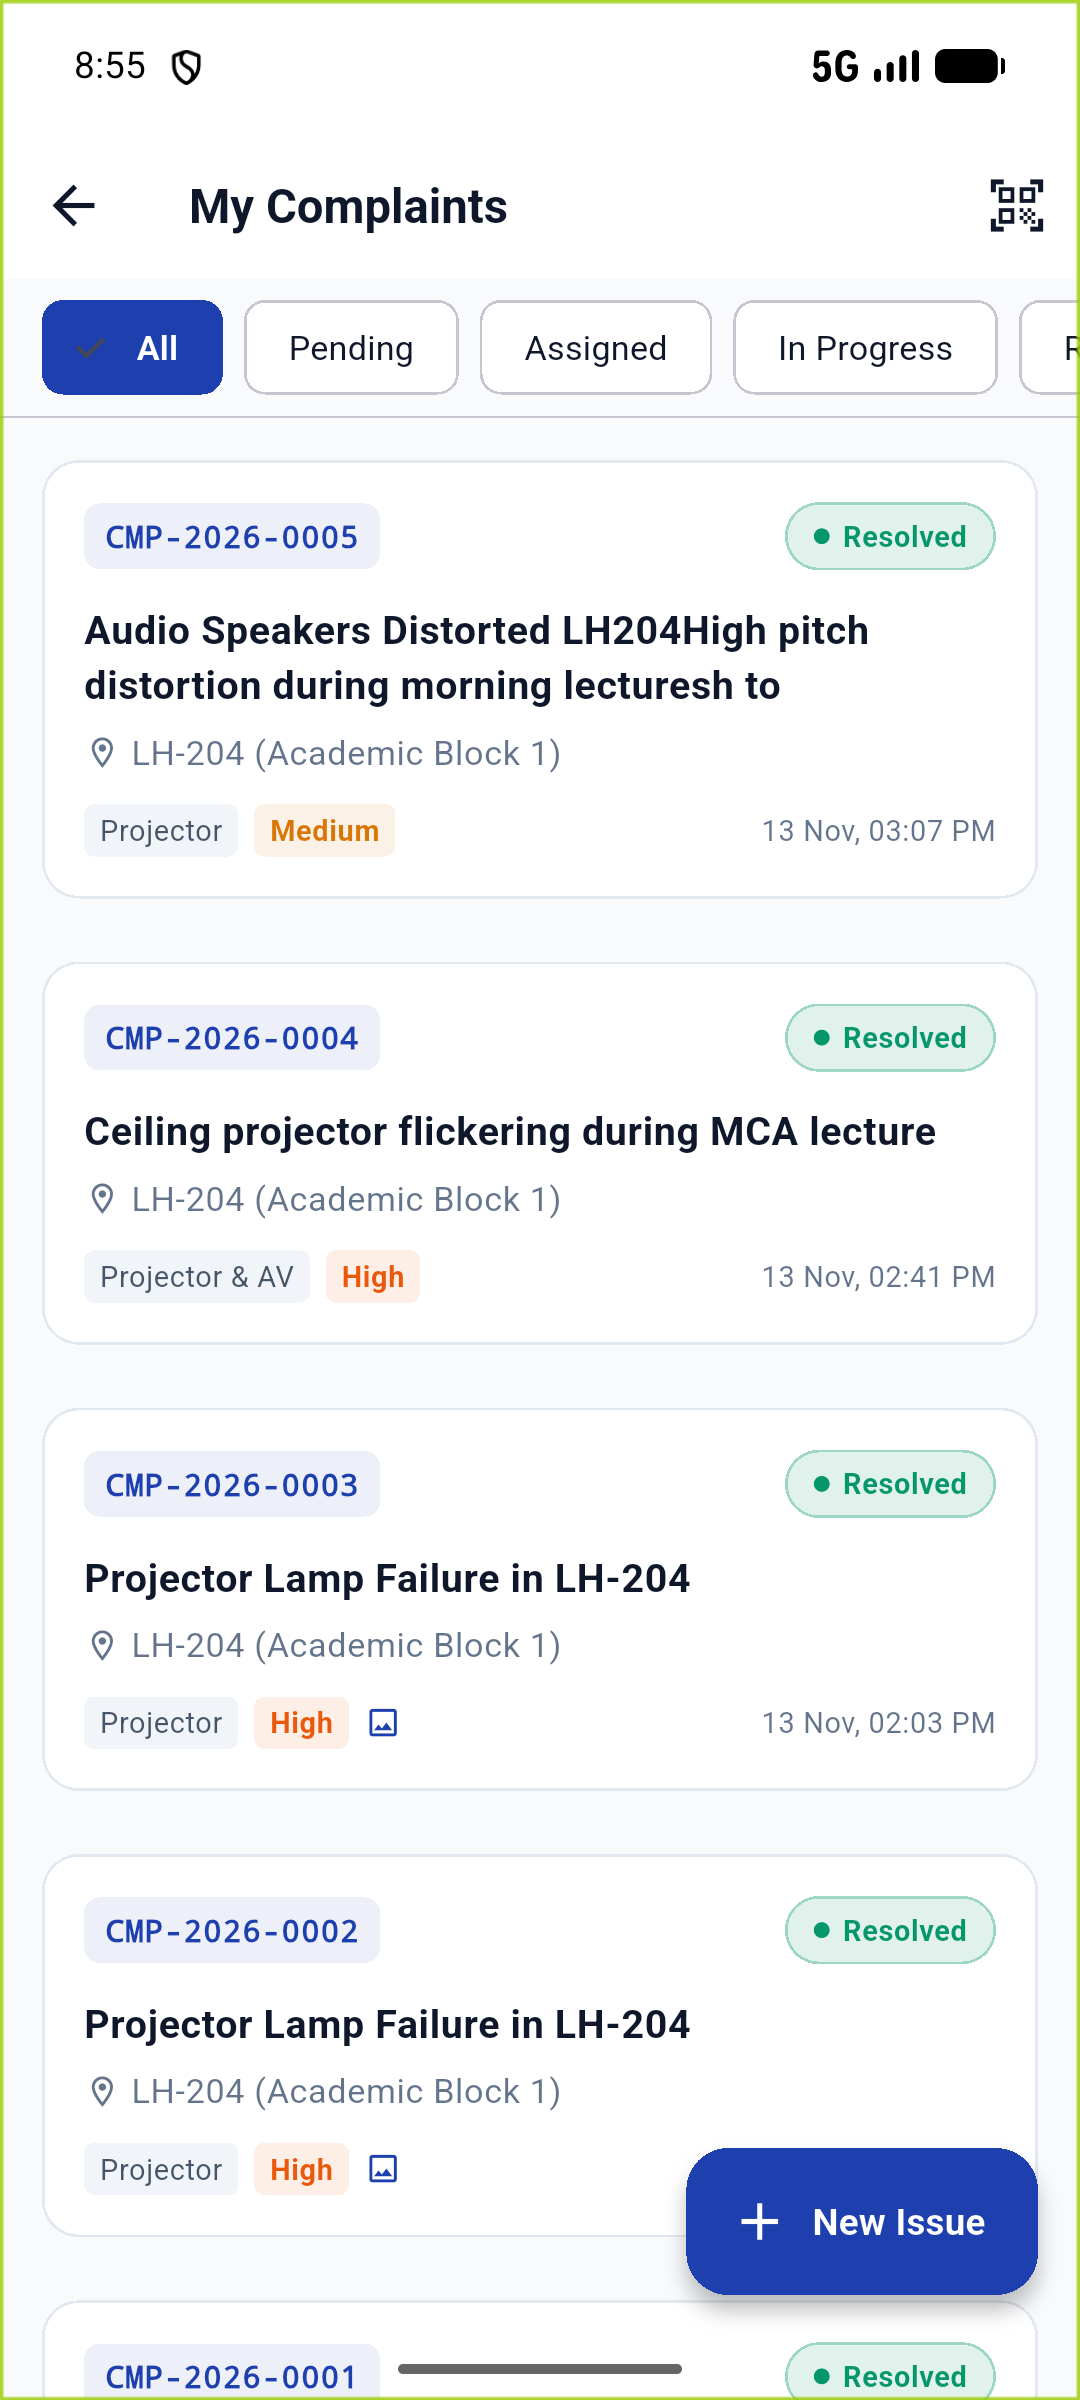 8:55
5G
My Complaints
All
Pending
Assigned
In Progress
CMP-2026-0005
Resolved
Audio Speakers Distorted LH204High pitch
distortion during morning lecturesh to
LH-204 (Academic Block 1)
Projector
Medium
13 Nov, 03:07 PM
CMP-2026-0004
Resolved
Ceiling projector flickering during MCA lecture
LH-204 (Academic Block 1)
Projector & AV
High
13 Nov, 02:41 PM
CMP-2026-0003
Resolved
Projector Lamp Failure in LH-204
LH-204 (Academic Block 1)
Projector
High
13 Nov, 02:03 PM
CMP-2026-0002
Resolved
Projector Lamp Failure in LH-204
LH-204 (Academic Block 1)
Projector
High
New Issue
CMP-2026-0001
Resolved